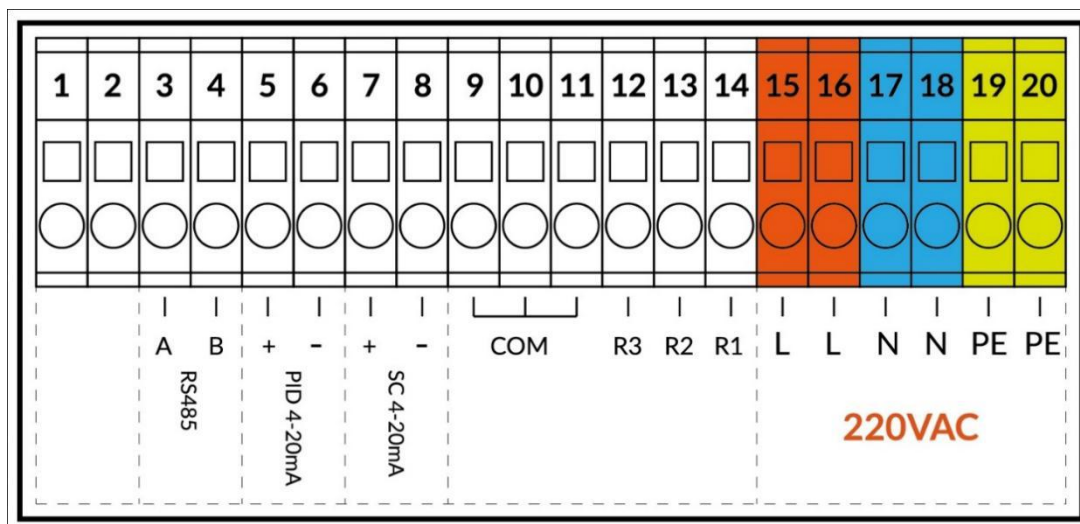 1 2 3 4 5 6 7 8 9 10 11 12 13 14 15 16 17 18 19 20
A B + - + - COM R3 R2 R1 L L N N PE PE
RS485
PID 4-20mA
SC 4-20mA
220VAC